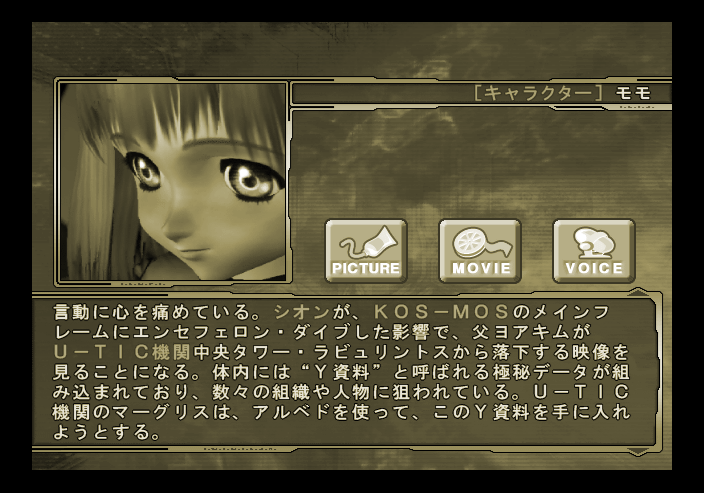 ［キャラクター］ モモ
PICTURE
MOVIE
VOICE
言動に心を痛めている。シオンが、ＫＯＳ－ＭＯＳのメインフ
レームにエンセフェロン・ダイブした影響で、父ヨアキムが
Ｕ－ＴＩＣ機関中央タワー・ラビュリントスから落下する映像を
見ることになる。体内には“Ｙ資料”と呼ばれる極秘データが組
み込まれており、数々の組織や人物に狙われている。Ｕ－ＴＩＣ
機関のマーグリスは、アルベドを使って、このＹ資料を手に入れ
ようとする。